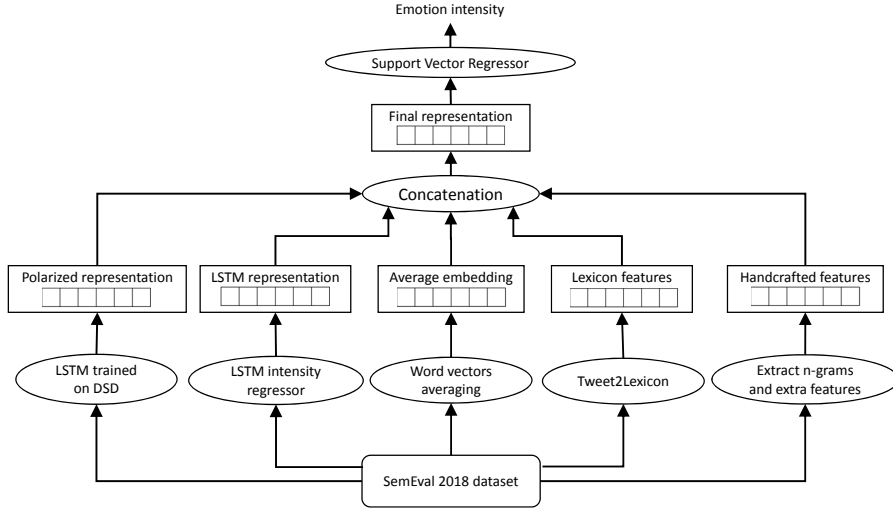 Emotion intensity
Support Vector Regressor
Final representation
Concatenation
Polarized representation
LSTM representation
Average embedding
Lexicon features
Handcrafted features
LSTM trained
on DSD
LSTM intensity
regressor
Word vectors
averaging
Tweet2Lexicon
Extract n-grams
and extra features
SemEval 2018 dataset